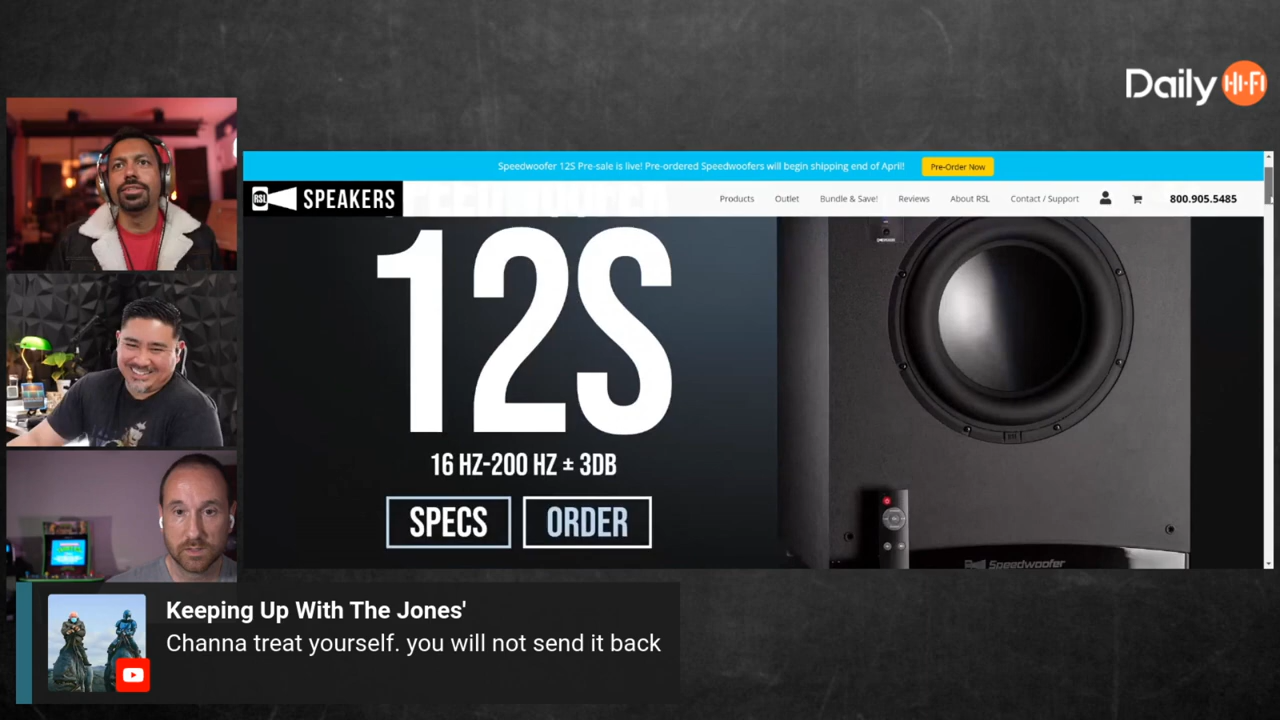 Daily HI-FI
Speedwoofer 12S Pre-sale is live! Pre-ordered Speedwoofers will begin shipping end of April!
Pre-Order Now
RSL SPEAKERS
Products
Outlet
Bundle & Save!
Reviews
About RSL
Contact / Support
800.905.5485
12S
16 HZ-200 HZ ± 3DB
SPECS
ORDER
Speedwoofer
Keeping Up With The Jones'
Channa treat yourself. you will not send it back